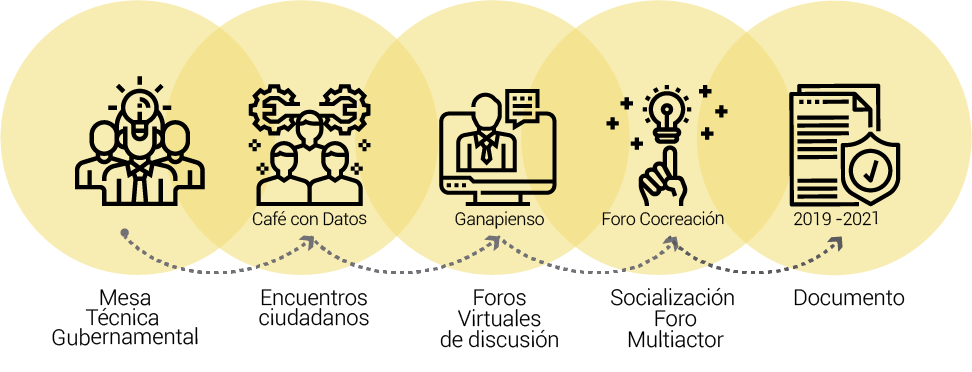 Café con Datos
Ganapienso
Foro Cocreación
2019 -2021
Mesa
Técnica
Gubernamental
Encuentros
ciudadanos
Foros
Virtuales
de discusión
Socialización
Foro
Multiactor
Documento